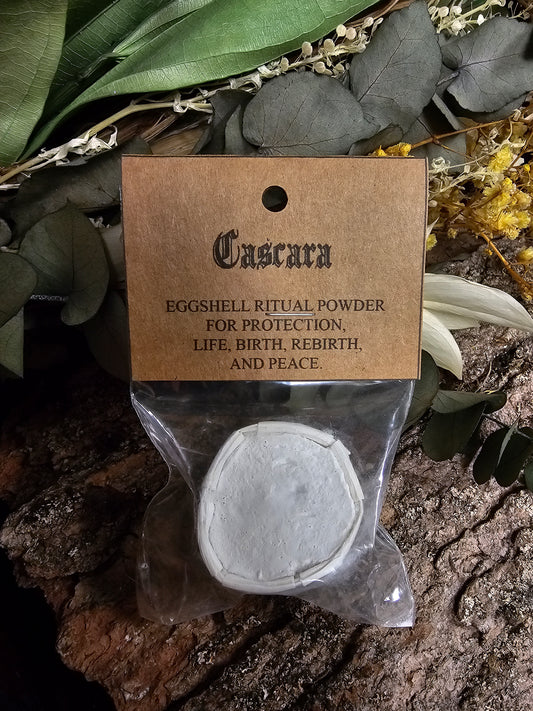 Cascara
EGGSHELL RITUAL POWDER
FOR PROTECTION,
LIFE, BIRTH, REBIRTH,
AND PEACE.